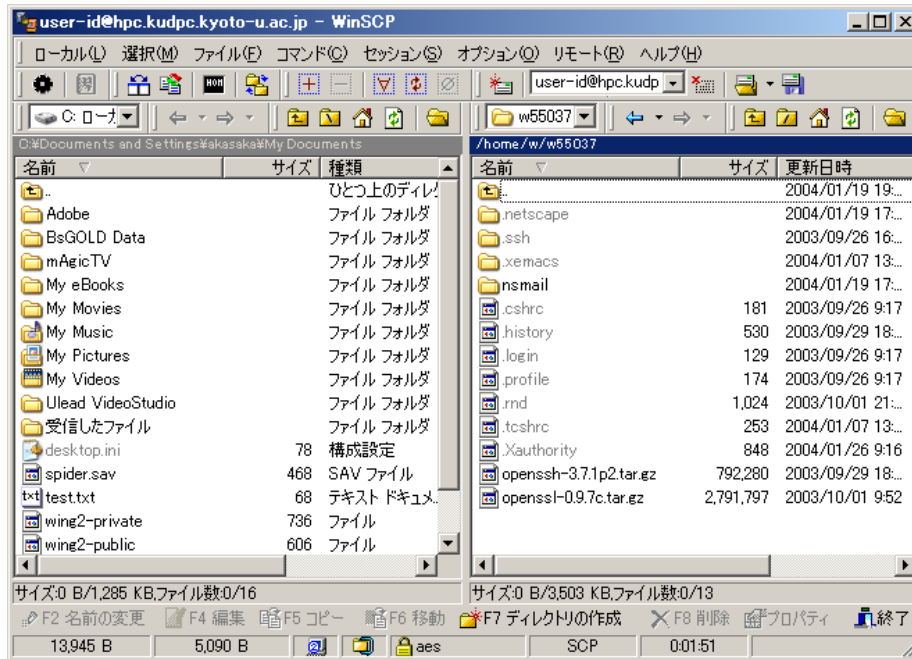 user-id@hpc.kudpc.kyoto-u.ac.jp - WinSCP
ローカル(L) 選択(M) ファイル(F) コマンド(C) セッション(S) オプション(O) リモート(R) ヘルプ(H)
user-id@hpc.kudp
C: ローカ
w55037
C:¥Documents and Settings¥akasaka¥My Documents
/home/w/w55037
名前 サイズ 種類
名前 サイズ 更新日時
.. ひとつ上のディレク
Adobe ファイル フォルダ
BsGOLD Data ファイル フォルダ
mAgicTV ファイル フォルダ
My eBooks ファイル フォルダ
My Movies ファイル フォルダ
My Music ファイル フォルダ
My Pictures ファイル フォルダ
My Videos ファイル フォルダ
Ulead VideoStudio ファイル フォルダ
受信したファイル ファイル フォルダ
desktop.ini 78 構成設定
spider.sav 468 SAV ファイル
test.txt 68 テキスト ドキュメ...
wing2-private 736 ファイル
wing2-public 606 ファイル
.. 2004/01/19 19:...
.netscape 2004/01/19 17:...
.ssh 2003/09/26 16:...
.xemacs 2004/01/07 13:...
nsmail 2004/01/19 17:...
.cshrc 181 2003/09/26 9:17
.history 530 2003/09/29 18:...
.login 129 2003/09/26 9:17
.profile 174 2003/09/26 9:17
.rnd 1,024 2003/10/01 21:...
.tcshrc 253 2004/01/07 13:...
.Xauthority 848 2004/01/26 9:16
openssh-3.7.1p2.tar.gz 792,280 2003/09/29 18:...
openssl-0.9.7c.tar.gz 2,791,797 2003/10/01 9:52
サイズ:0 B/1,285 KB,ファイル数:0/16
サイズ:0 B/3,503 KB,ファイル数:0/13
F2 名前の変更 F4 編集 F5 コピー F6 移動 F7 ディレクトリの作成 F8 削除 プロパティ 終了
13,945 B 5,090 B aes SCP 0:01:51